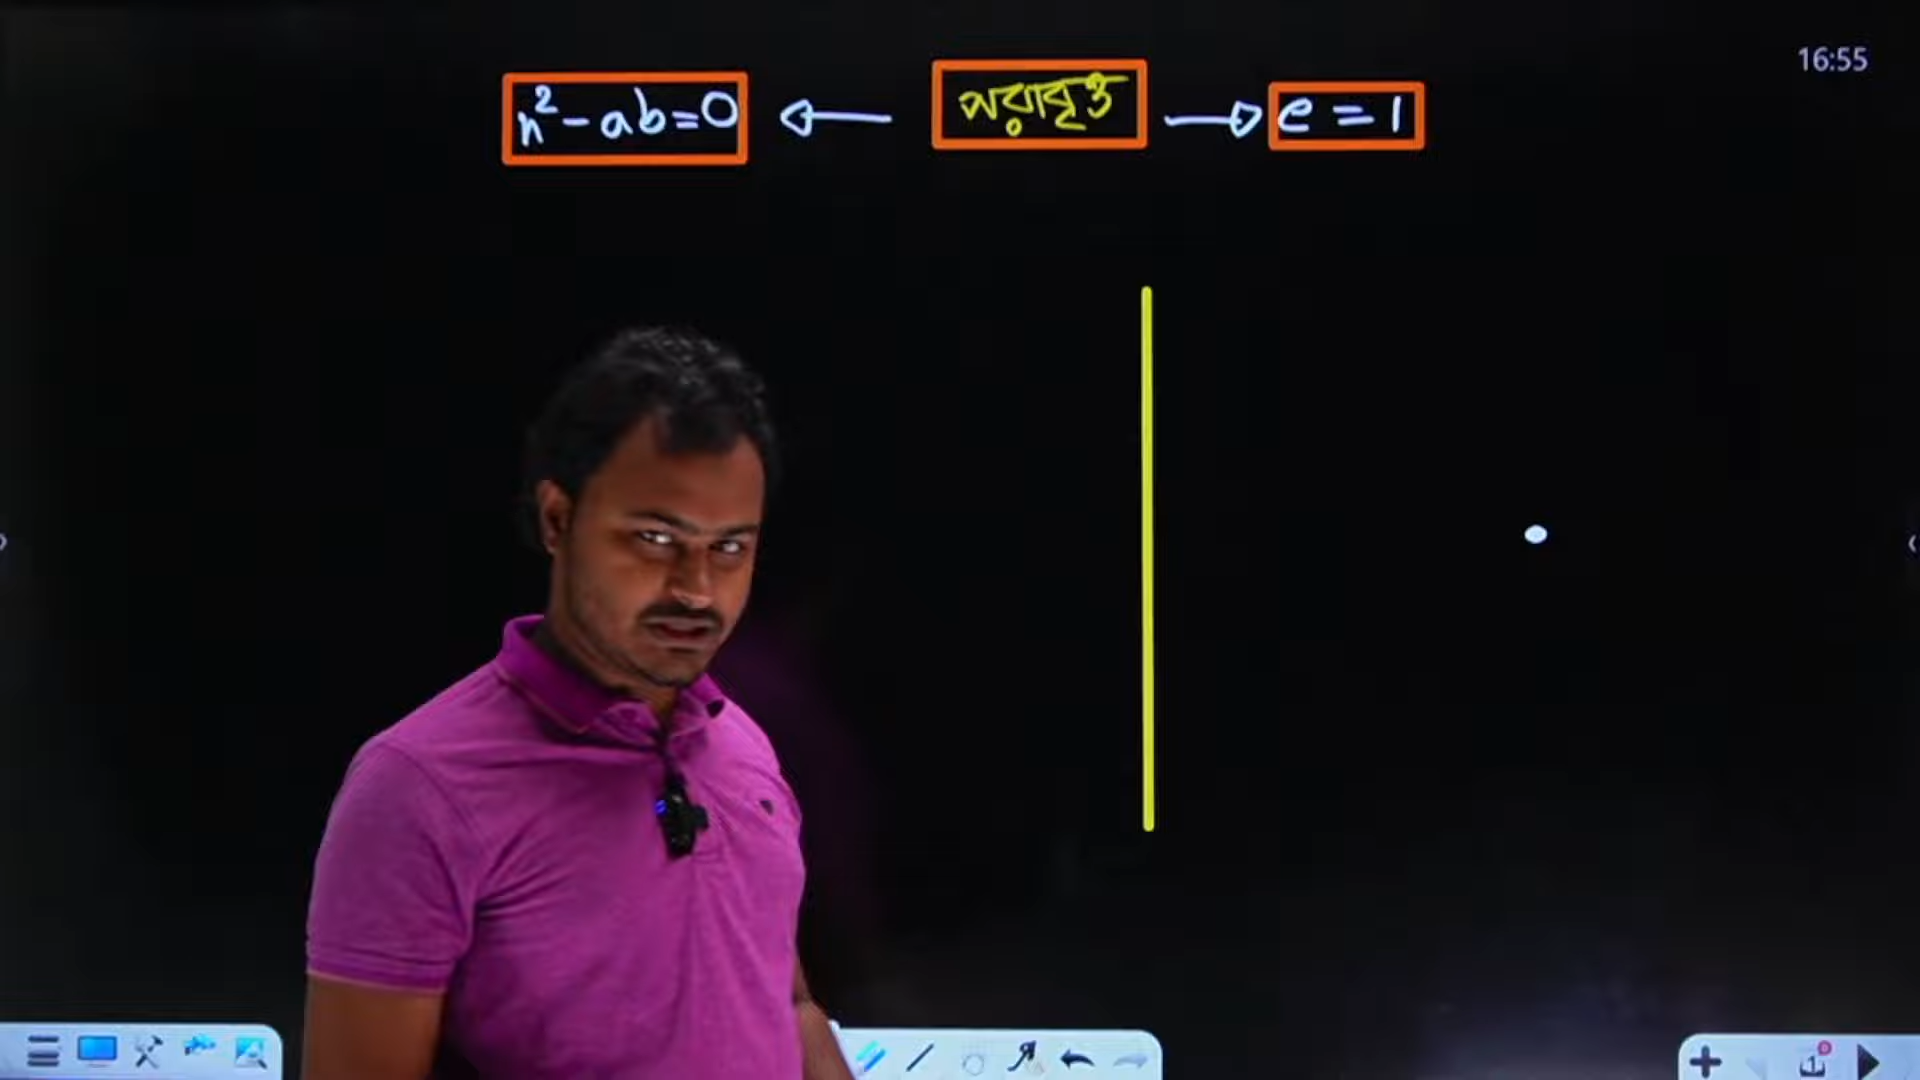 16:55
h² - ab = 0 ← পরাবৃত্ত → e = 1